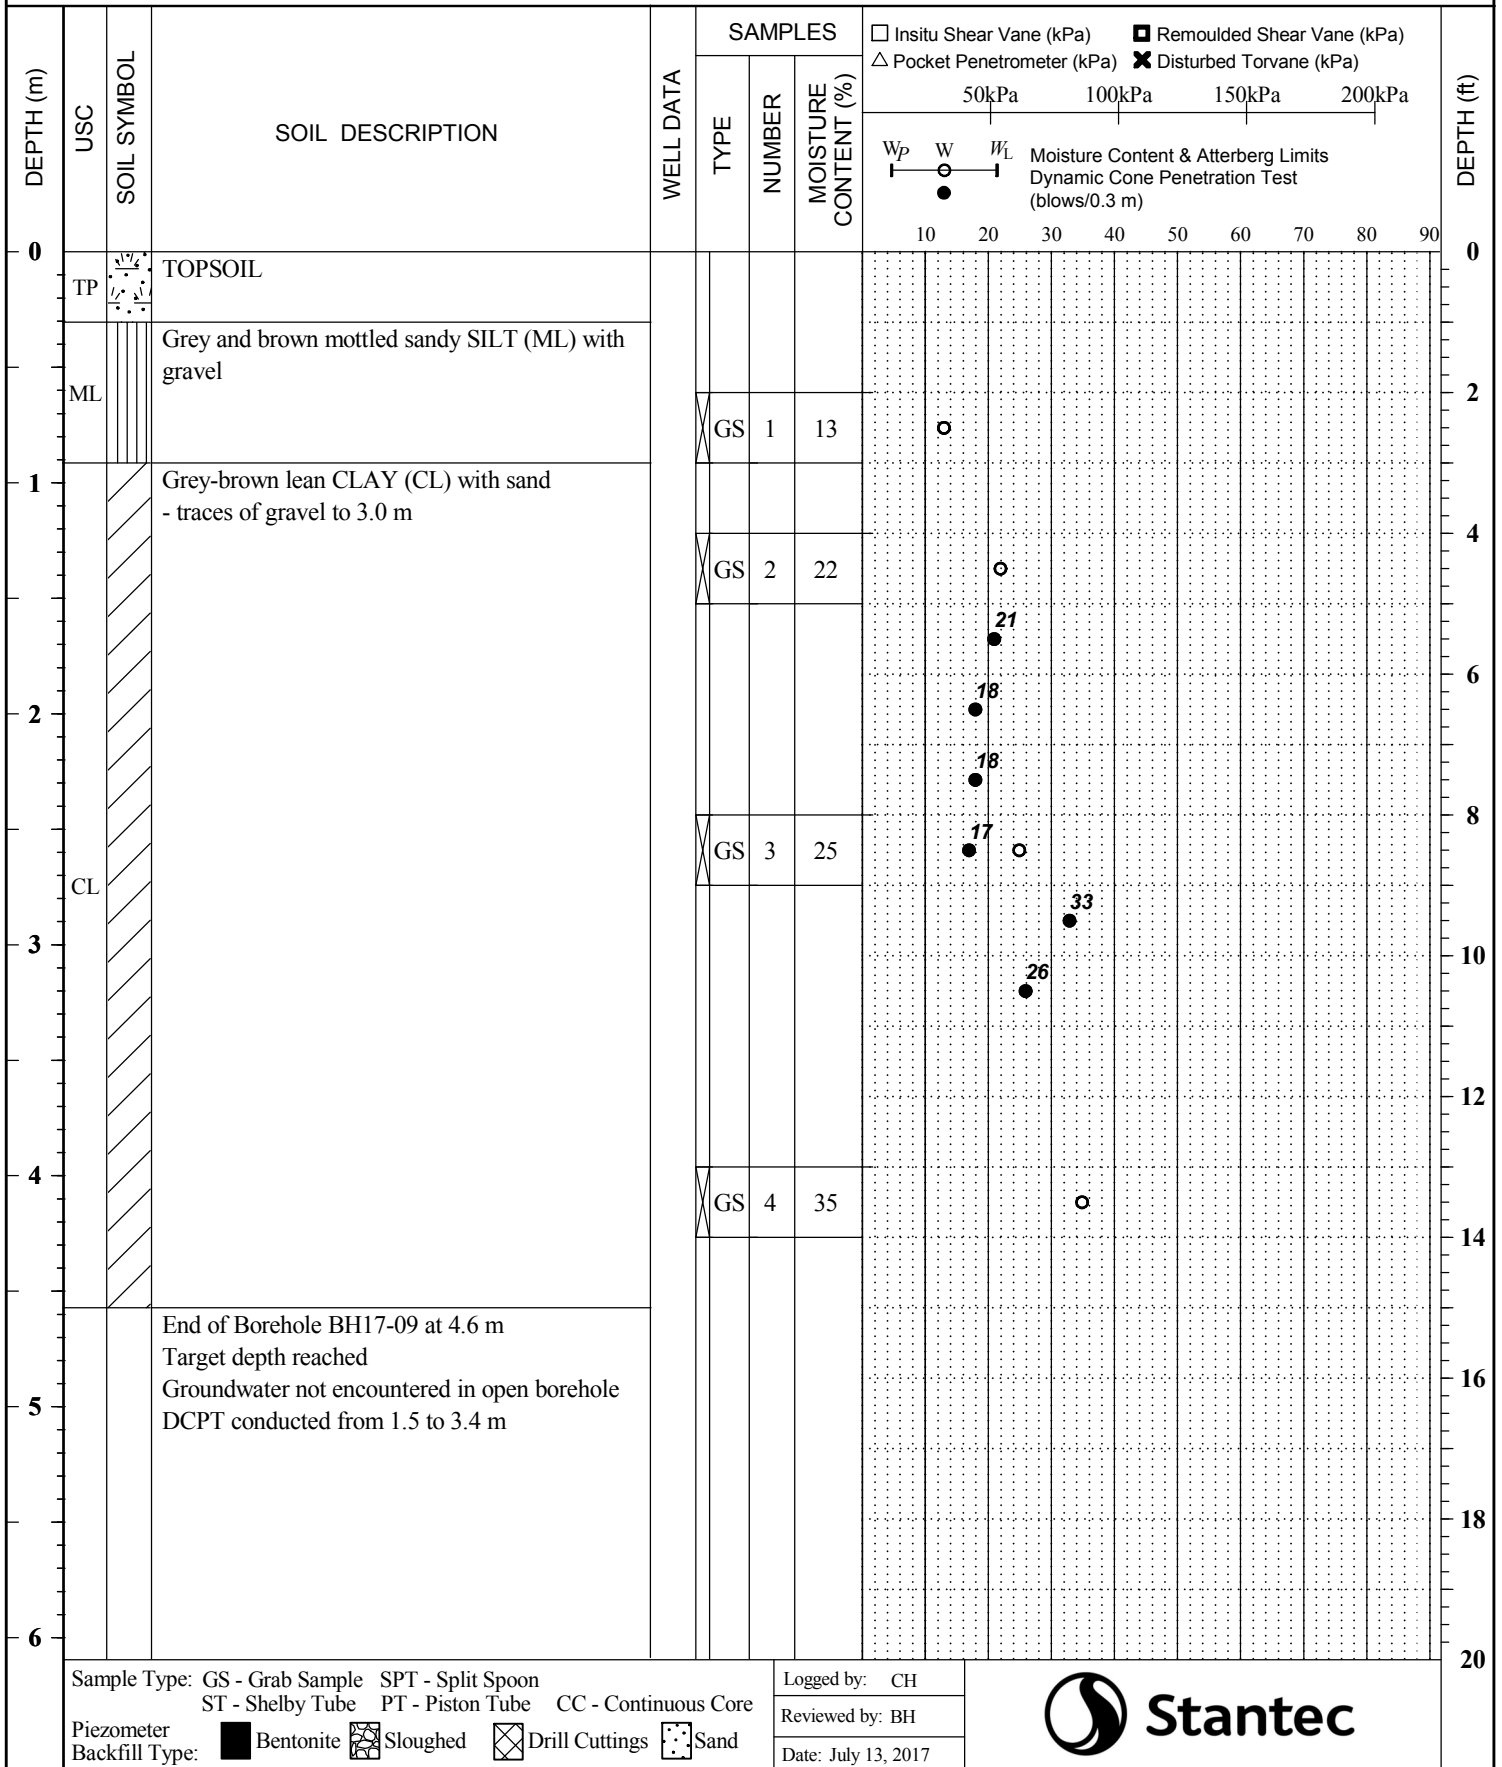 DEPTH (m)
USC
SOIL SYMBOL
SOIL DESCRIPTION
WELL DATA
SAMPLES
TYPE
NUMBER
MOISTURE CONTENT (%)
Insitu Shear Vane (kPa)
Remoulded Shear Vane (kPa)
Pocket Penetrometer (kPa)
Disturbed Torvane (kPa)
50kPa 100kPa 150kPa 200kPa
WP W WL
Moisture Content & Atterberg Limits
Dynamic Cone Penetration Test
(blows/0.3 m)
10 20 30 40 50 60 70 80 90
DEPTH (ft)
0 0
TP TOPSOIL
Grey and brown mottled sandy SILT (ML) with
gravel
ML
2
GS 1 13
1
Grey-brown lean CLAY (CL) with sand
- traces of gravel to 3.0 m
4
GS 2 22
21
6
18
2
18
8
17
GS 3 25
CL
33
3
10
26
12
4
GS 4 35
14
End of Borehole BH17-09 at 4.6 m
Target depth reached
Groundwater not encountered in open borehole
DCPT conducted from 1.5 to 3.4 m
16
5
18
6
20
Sample Type: GS - Grab Sample SPT - Split Spoon
ST - Shelby Tube PT - Piston Tube CC - Continuous Core
Piezometer
Backfill Type:
Bentonite Sloughed Drill Cuttings Sand
Logged by: CH
Reviewed by: BH
Date: July 13, 2017
Stantec